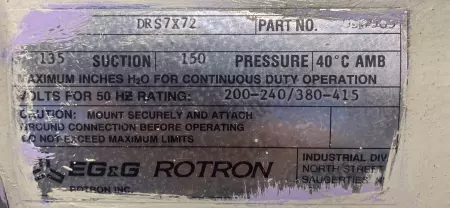 DRS7X72 PART NO.
135 SUCTION 150 PRESSURE 40°C AMB
MAXIMUM INCHES H₂O FOR CONTINUOUS DUTY OPERATION
VOLTS FOR 50 HZ RATING: 200-240/380-415
CAUTION: MOUNT SECURELY AND ATTACH
GROUND CONNECTION BEFORE OPERATING
DO NOT EXCEED MAXIMUM LIMITS
EG&G ROTRON
ROTRON INC.
INDUSTRIAL DIV
NORTH STREET
SAUGERTIES